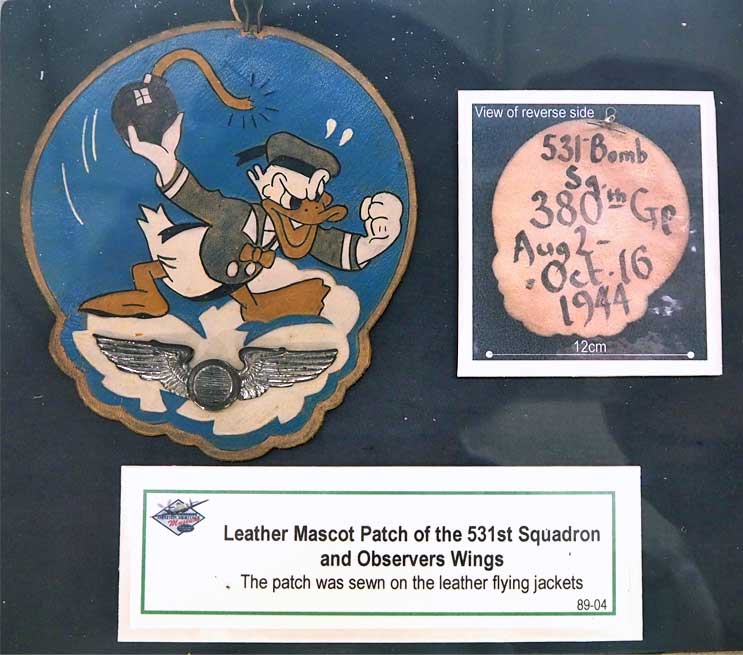 View of reverse side
531 Bomb
Sq.
380th Gp
Aug 2-
Oct. 16
1944
12cm
Leather Mascot Patch of the 531st Squadron
and Observers Wings
The patch was sewn on the leather flying jackets
89-04